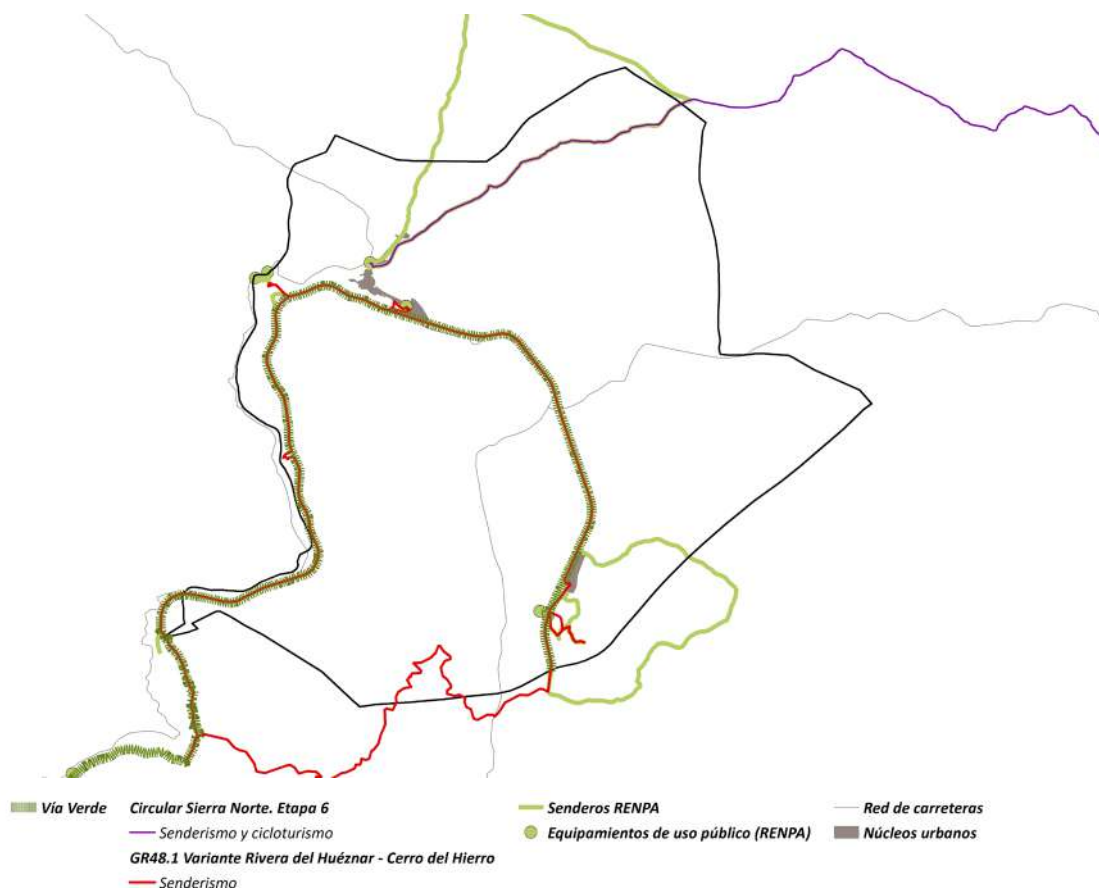 Vía Verde
Circular Sierra Norte. Etapa 6
Senderismo y cicloturismo
GR48.1 Variante Rivera del Huéznar - Cerro del Hierro
Senderismo
Senderos RENPA
Equipamientos de uso público (RENPA)
Red de carreteras
Núcleos urbanos